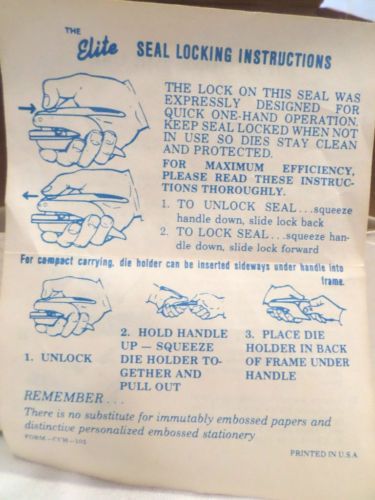 THE
Elite SEAL LOCKING INSTRUCTIONS
THE LOCK ON THIS SEAL WAS
EXPRESSLY DESIGNED FOR
QUICK ONE-HAND OPERATION.
KEEP SEAL LOCKED WHEN NOT
IN USE SO DIES STAY CLEAN
AND PROTECTED.
FOR MAXIMUM EFFICIENCY,
PLEASE READ THESE INSTRUC-
TIONS THOROUGHLY.
1. TO UNLOCK SEAL...squeeze
handle down, slide lock back
2. TO LOCK SEAL...squeeze han-
dle down, slide lock forward
For compact carrying, die holder can be inserted sideways under handle into
frame.
1. UNLOCK
2. HOLD HANDLE
UP — SQUEEZE
DIE HOLDER TO-
GETHER AND
PULL OUT
3. PLACE DIE
HOLDER IN BACK
OF FRAME UNDER
HANDLE
REMEMBER...
There is no substitute for immutably embossed papers and
distinctive personalized embossed stationery
FORM-CVM-105
PRINTED IN U.S.A